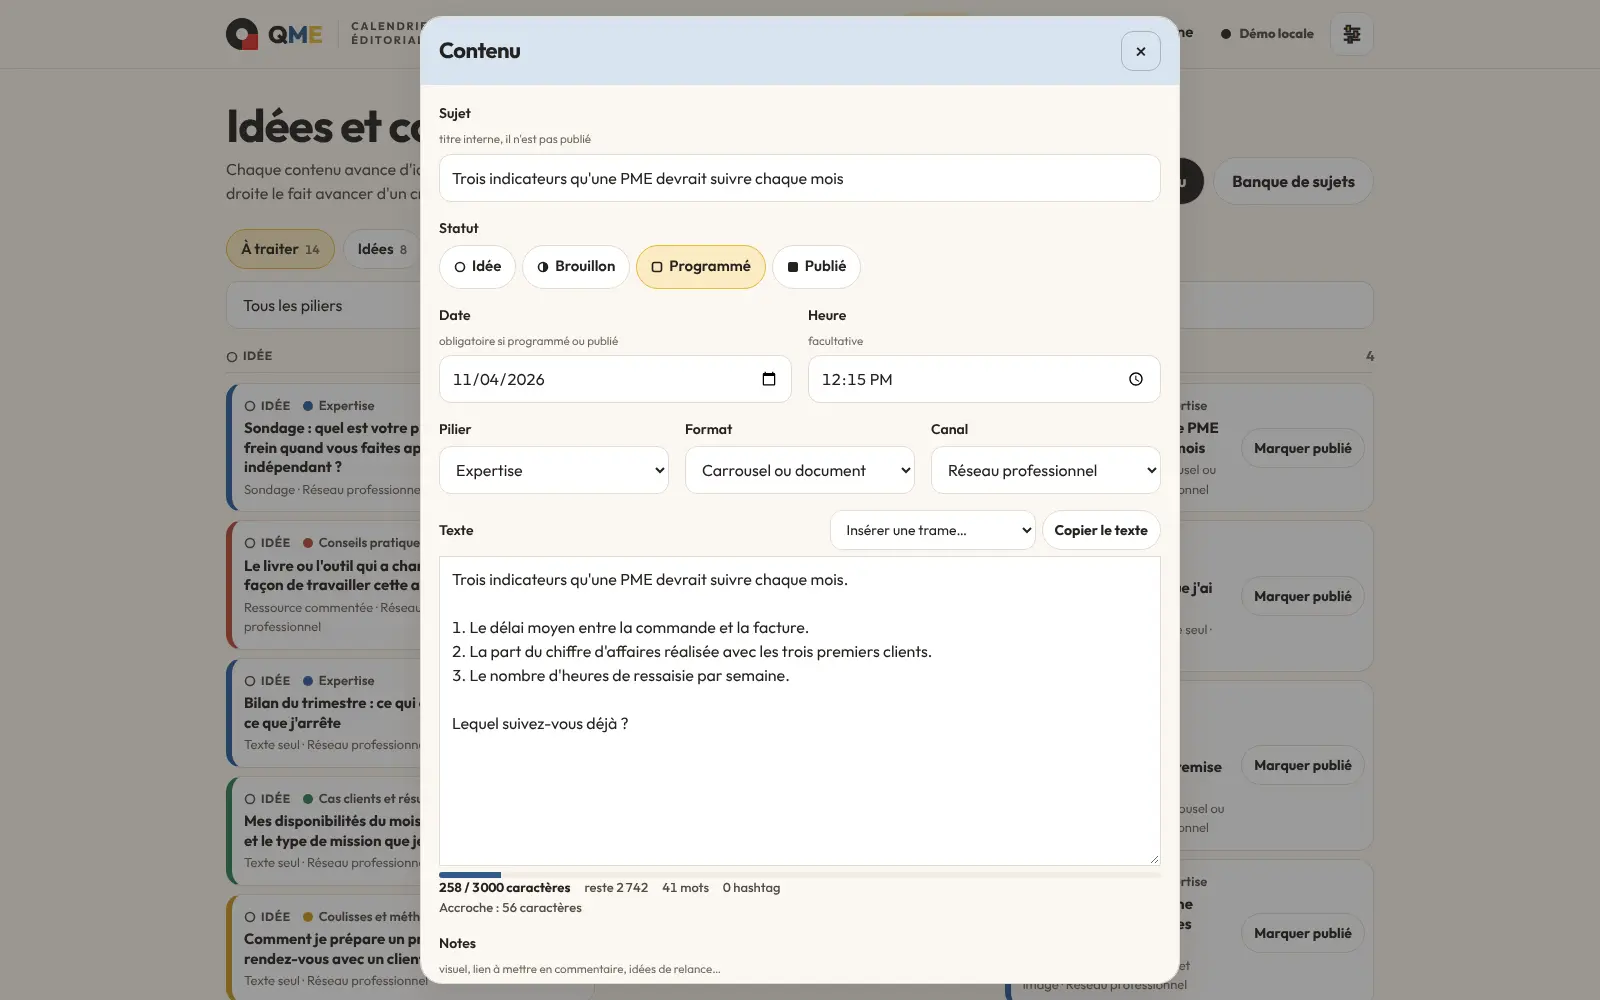 QME
CALENDRIE
ÉDITORIAL
Démo locale
Idées et co
Chaque contenu avance d'i
droite le fait avancer d'un c
Banque de sujets
À traiter 14
Idées 8
Tous les piliers
IDÉE
4
IDÉE Expertise
Sondage : quel est votre p
frein quand vous faites ap
indépendant ?
Sondage · Réseau professionne
IDÉE Conseils pratique
Le livre ou l'outil qui a cha
façon de travailler cette a
Ressource commentée · Réseau
professionnel
IDÉE Expertise
Bilan du trimestre : ce qui
ce que j'arrête
Texte seul · Réseau professionne
IDÉE Cas clients et résu
Mes disponibilités du mois
et le type de mission que je
Texte seul · Réseau professionne
IDÉE Coulisses et méth
Comment je prépare un pr
rendez-vous avec un clien
Texte seul · Réseau professionnel
Contenu
×
Sujet
titre interne, il n'est pas publié
Trois indicateurs qu'une PME devrait suivre chaque mois
Statut
Idée
Brouillon
Programmé
Publié
Date
obligatoire si programmé ou publié
11/04/2026
Heure
facultative
12:15 PM
Pilier
Expertise
Format
Carrousel ou document
Canal
Réseau professionnel
Texte
Insérer une trame...
Copier le texte
Trois indicateurs qu'une PME devrait suivre chaque mois.
1. Le délai moyen entre la commande et la facture.
2. La part du chiffre d'affaires réalisée avec les trois premiers clients.
3. Le nombre d'heures de ressaisie par semaine.
Lequel suivez-vous déjà ?
258 / 3000 caractères reste 2 742 41 mots 0 hashtag
Accroche : 56 caractères
Notes
visuel, lien à mettre en commentaire, idées de relance...
Marquer publié
Marquer publié
Marquer publié
Marquer publié
image · Réseau professionnel